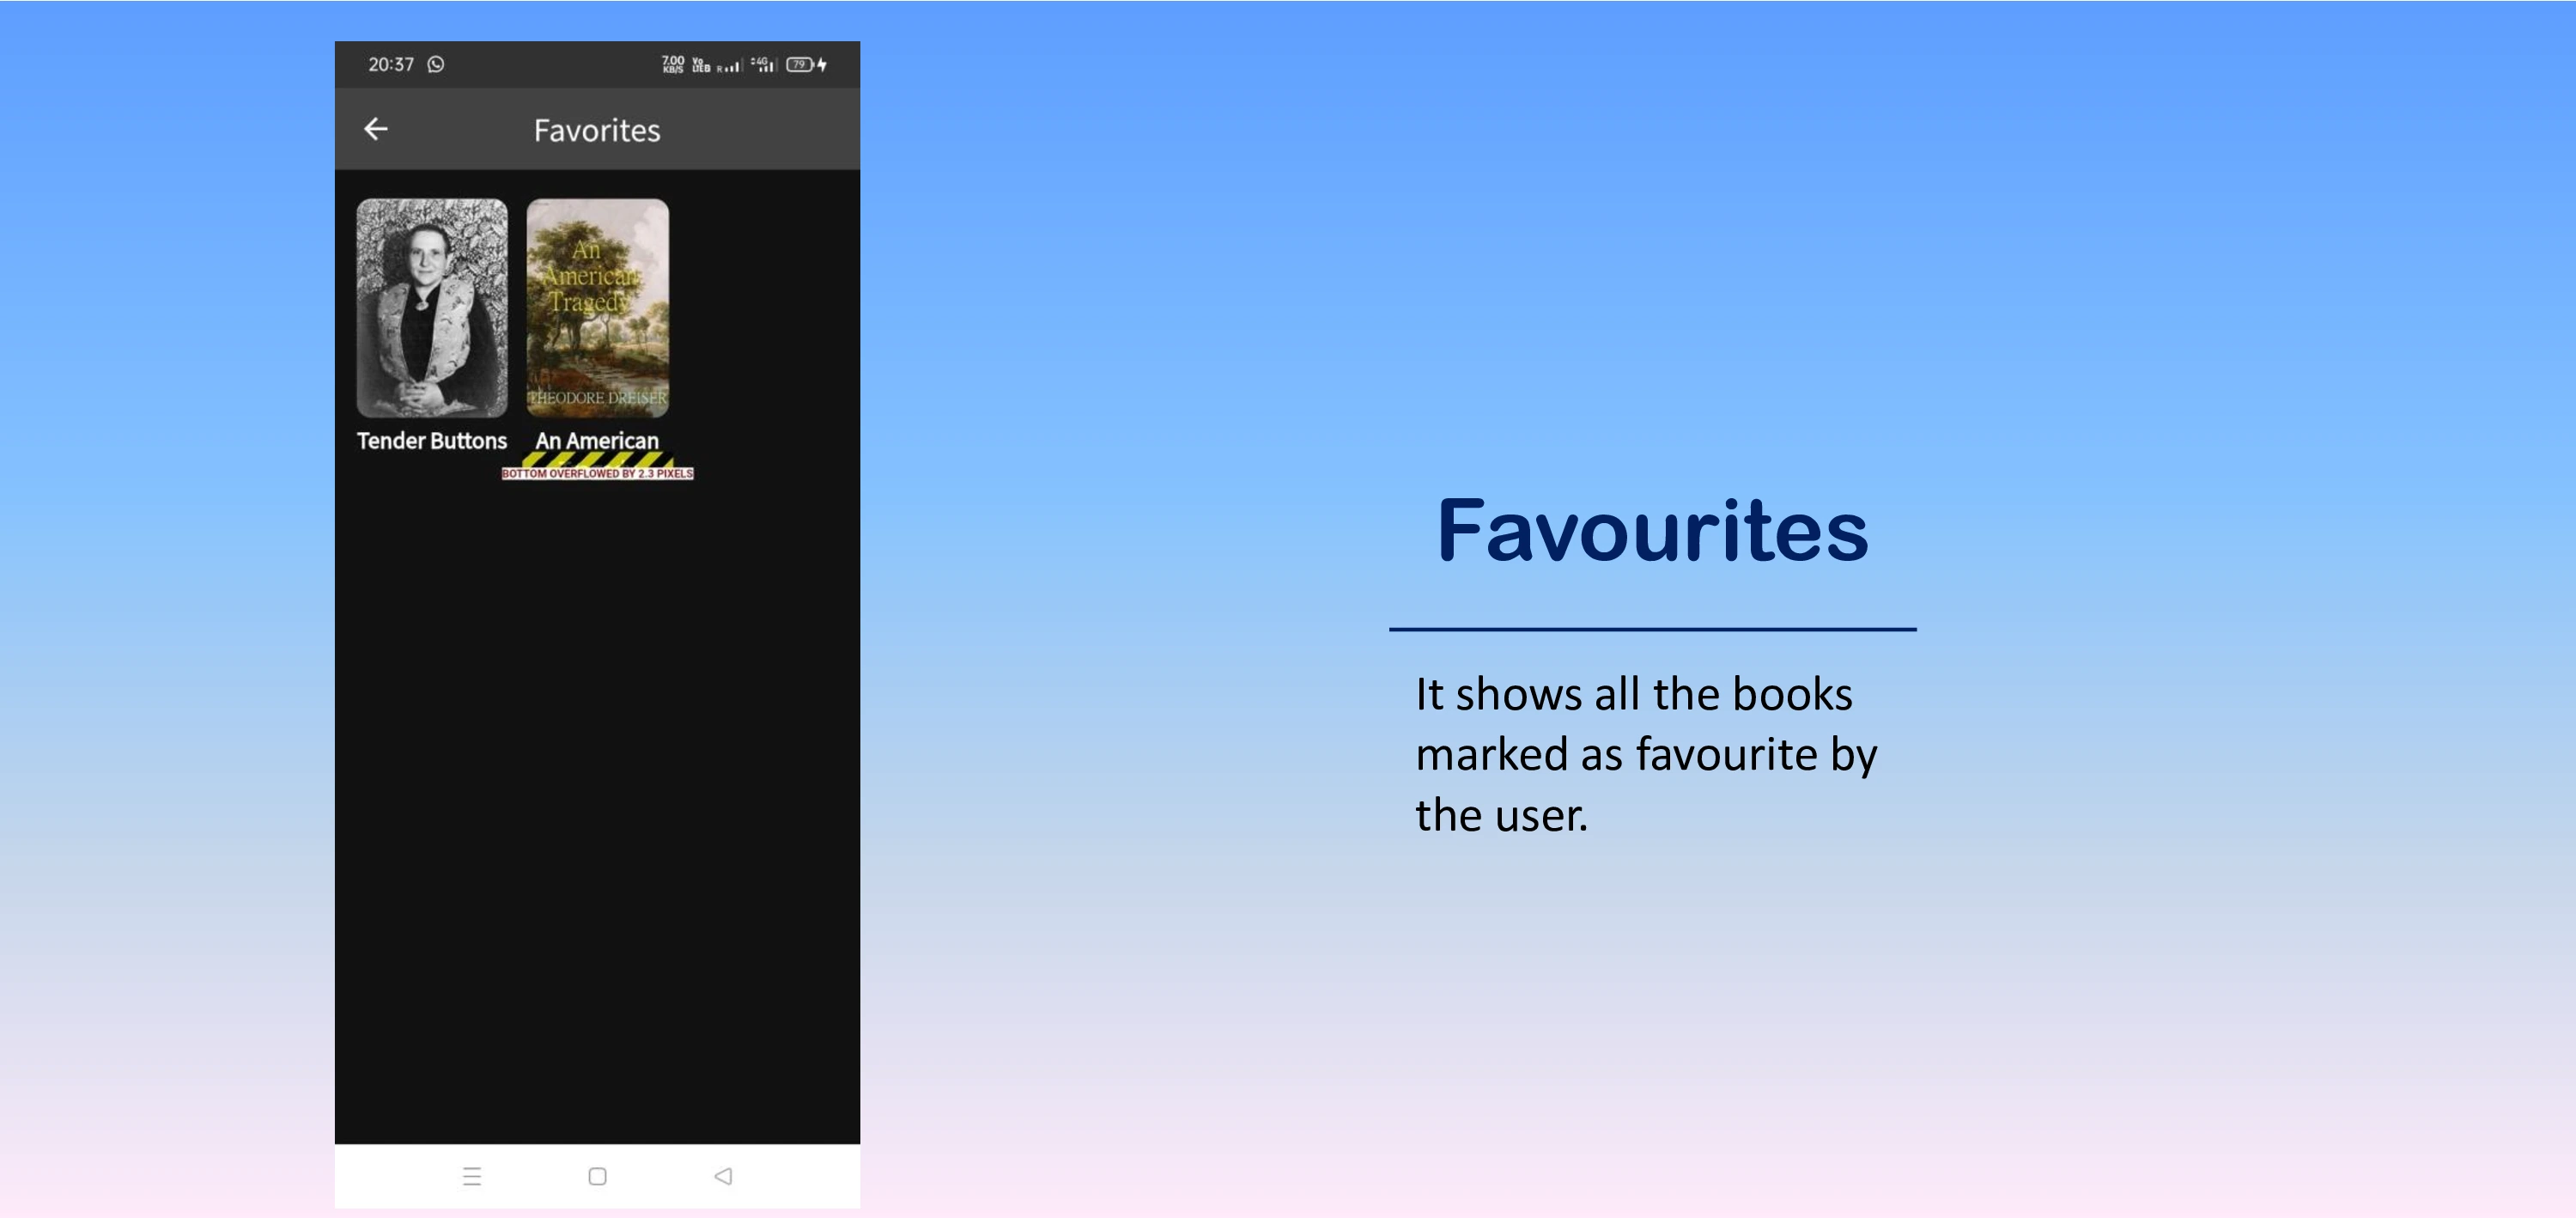 20:37
7.00 KB/S Vo LTE R 4G 79
Favorites
An
American
Tragedy
THEODORE DREISER
Tender Buttons
An American
BOTTOM OVERFLOWED BY 2.3 PIXELS
Favourites
It shows all the books
marked as favourite by
the user.